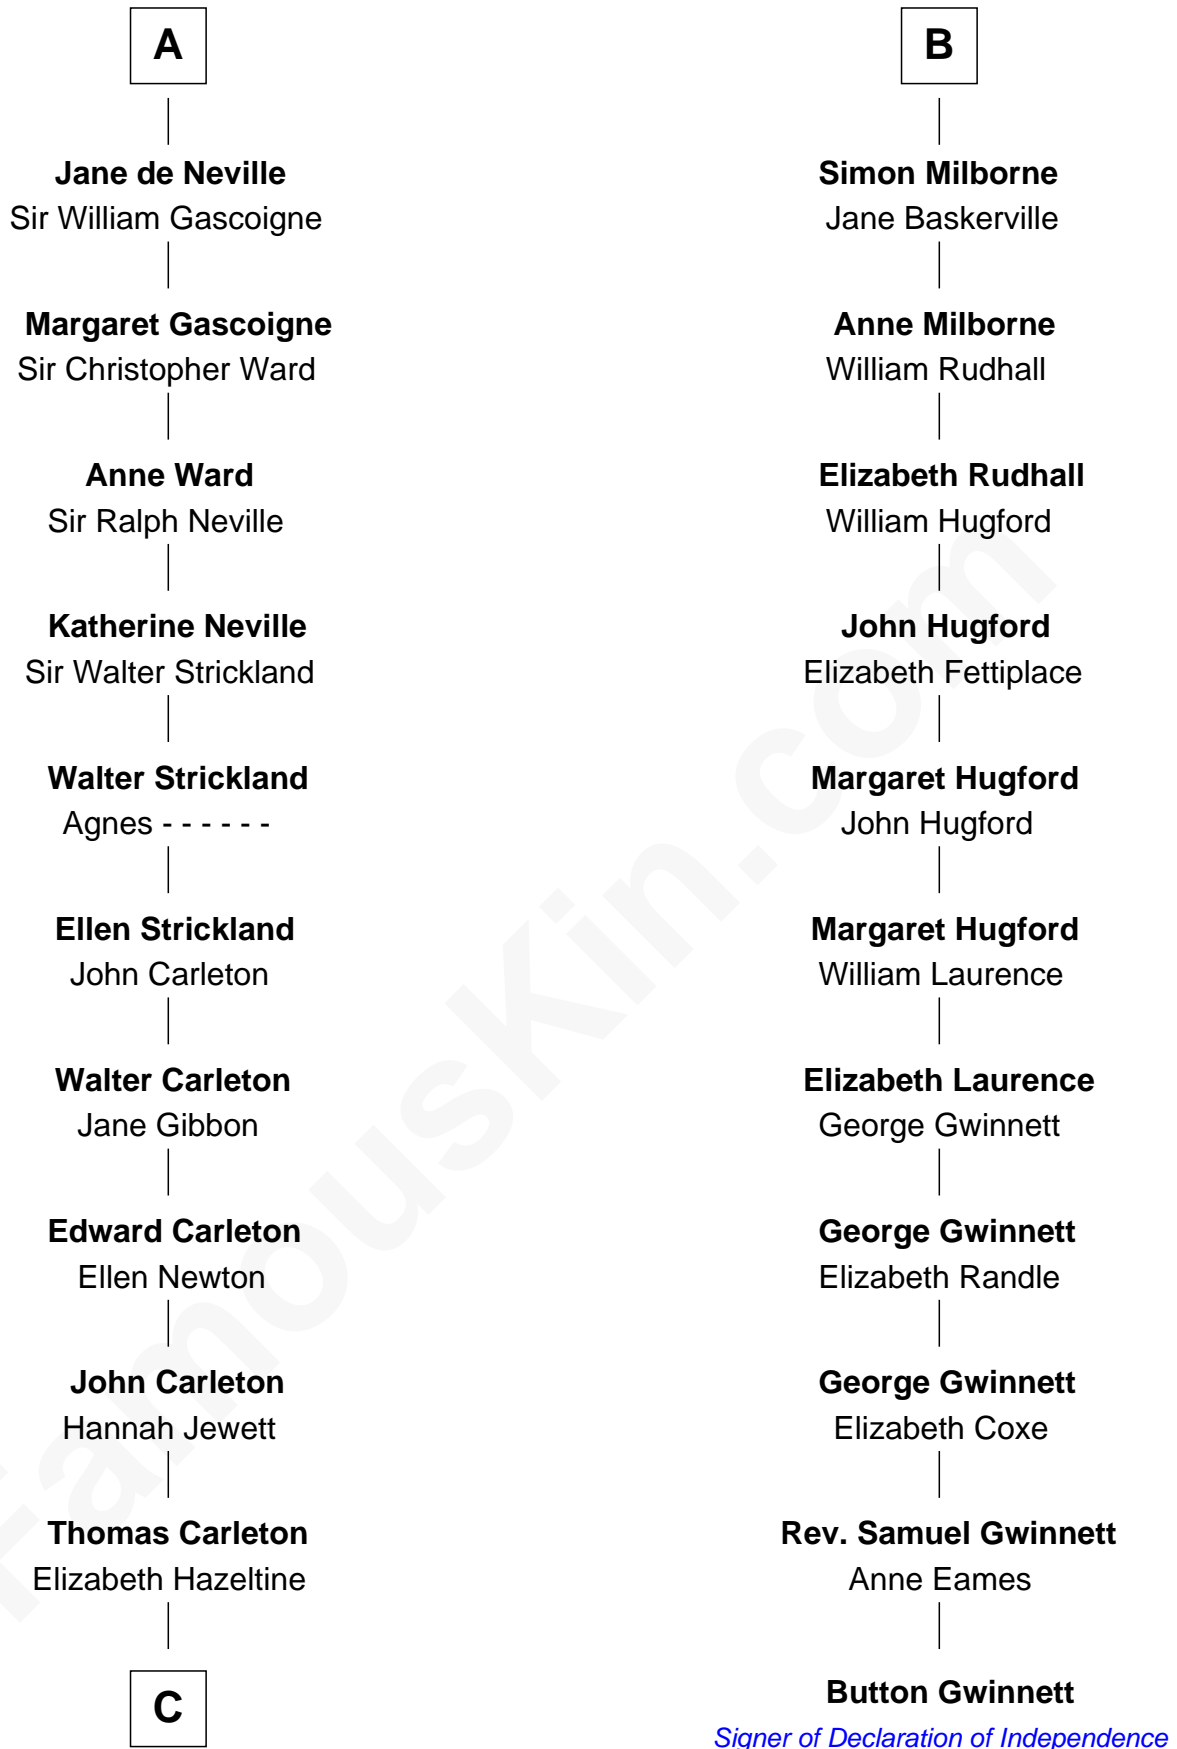 A
Jane de Neville
Sir William Gascoigne
Margaret Gascoigne
Sir Christopher Ward
Anne Ward
Sir Ralph Neville
Katherine Neville
Sir Walter Strickland
Walter Strickland
Agnes - - - - - -
Ellen Strickland
John Carleton
Walter Carleton
Jane Gibbon
Edward Carleton
Ellen Newton
John Carleton
Hannah Jewett
Thomas Carleton
Elizabeth Hazeltine
C
B
Simon Milborne
Jane Baskerville
Anne Milborne
William Rudhall
Elizabeth Rudhall
William Hugford
John Hugford
Elizabeth Fettiplace
Margaret Hugford
John Hugford
Margaret Hugford
William Laurence
Elizabeth Laurence
George Gwinnett
George Gwinnett
Elizabeth Randle
George Gwinnett
Elizabeth Coxe
Rev. Samuel Gwinnett
Anne Eames
Button Gwinnett
Signer of Declaration of Independence
FamousKin.com